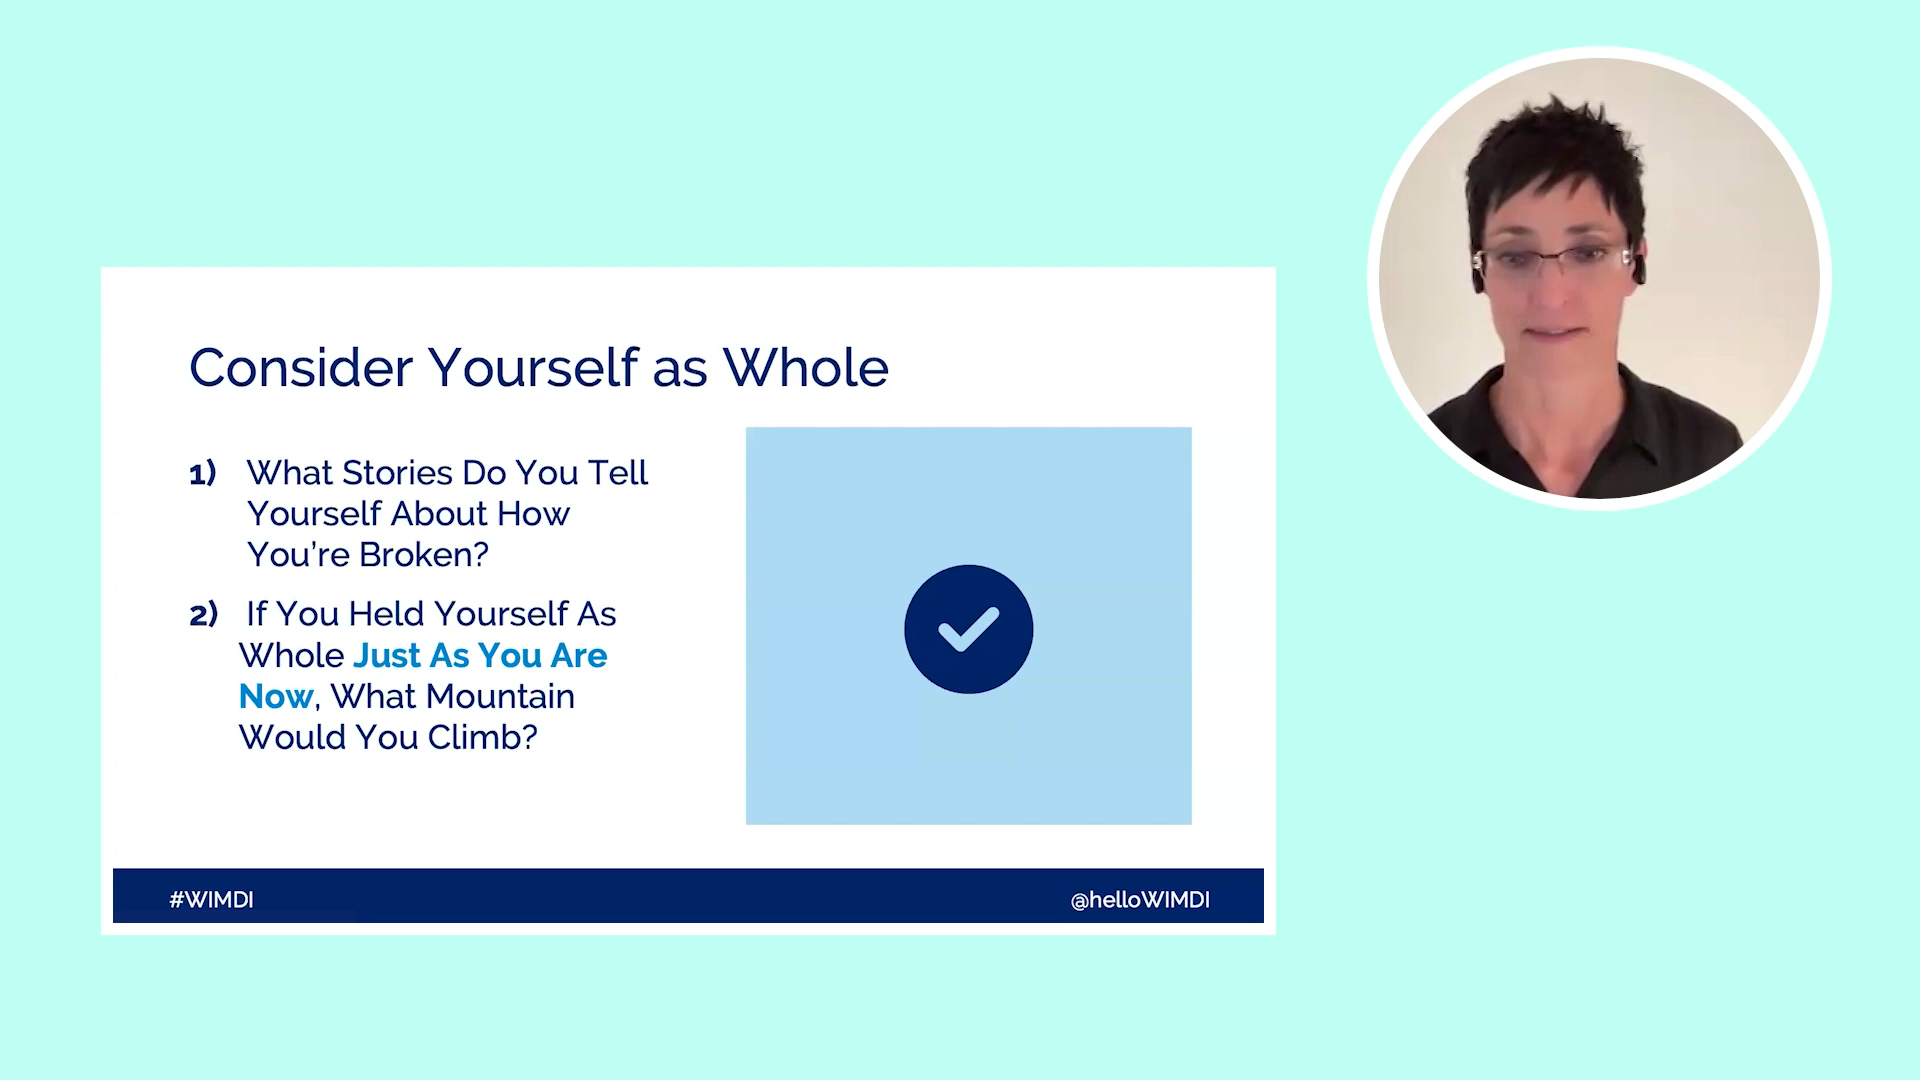 Consider Yourself as Whole
1) What Stories Do You Tell
Yourself About How
You’re Broken?
2) If You Held Yourself As
Whole Just As You Are
Now, What Mountain
Would You Climb?
#WIMDI
@helloWIMDI